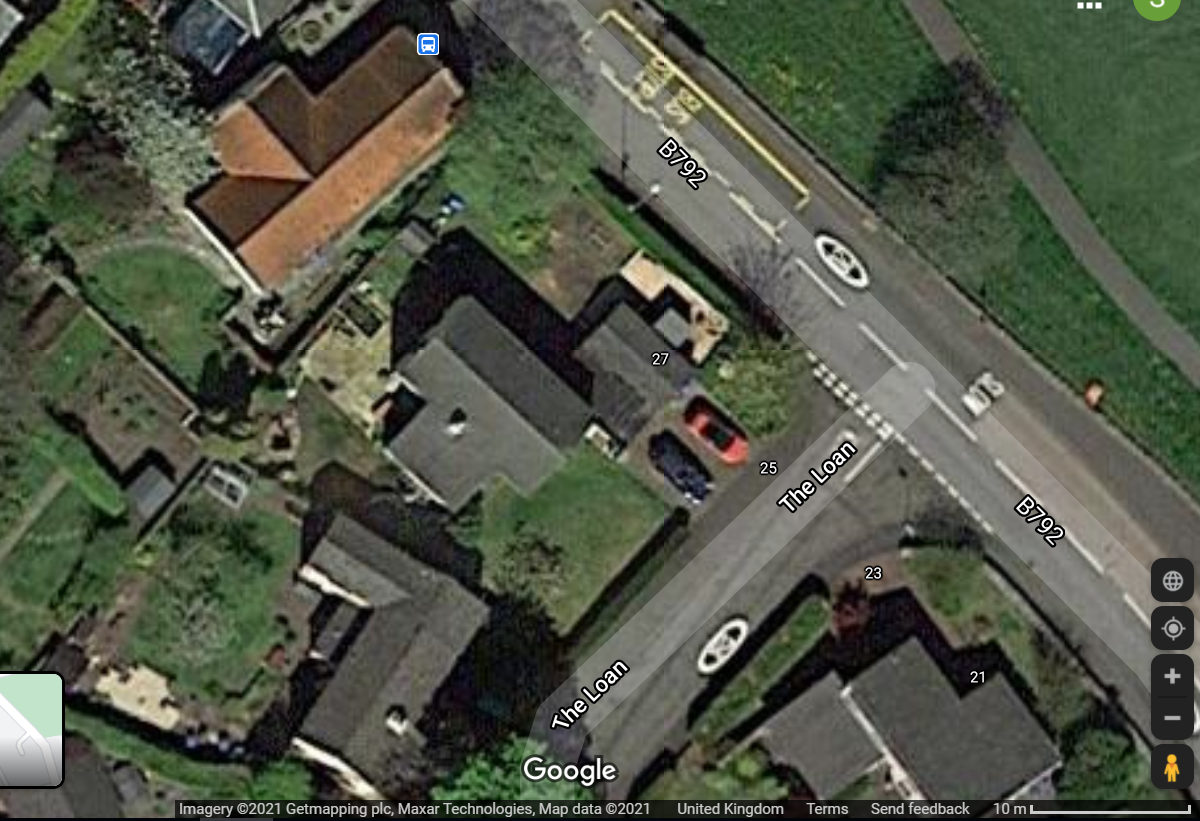 S
BUS
B792
27
25
The Loan
B792
23
21
The Loan
Google
Imagery ©2021 Getmapping plc, Maxar Technologies, Map data ©2021 United Kingdom Terms Send feedback 10 m